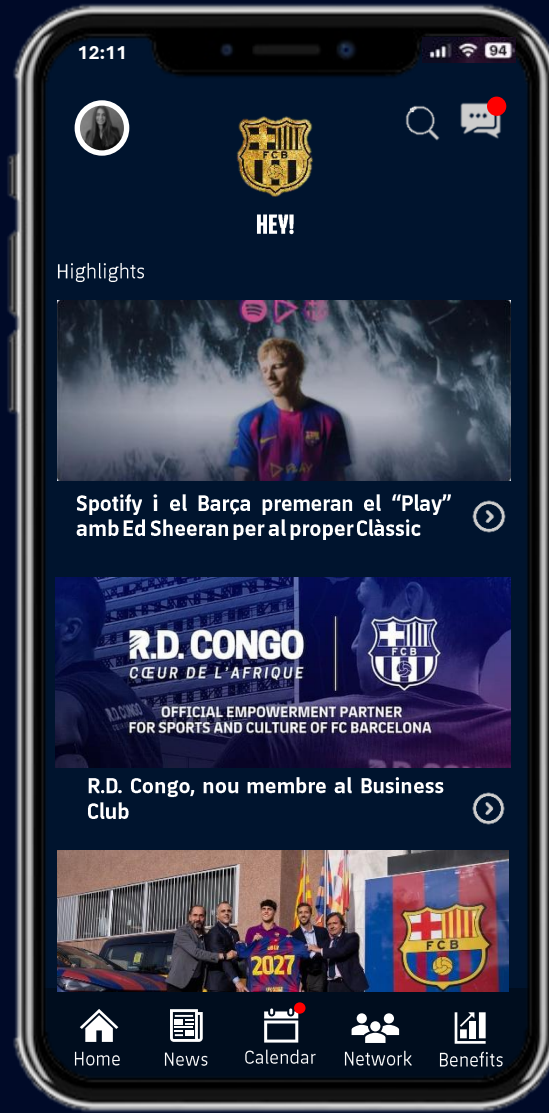 12:11
94
FCB
HEY!
Highlights
PLAY
Spotify i el Barça premeran el “Play”
amb Ed Sheeran per al proper Clàssic
R.D. CONGO
CŒUR DE L'AFRIQUE
FCB
OFFICIAL EMPOWERMENT PARTNER
FOR SPORTS AND CULTURE OF FC BARCELONA
R.D. CONGO
R.D. Congo, nou membre al Business
Club
2027
FCB
Home
News
Calendar
Network
Benefits